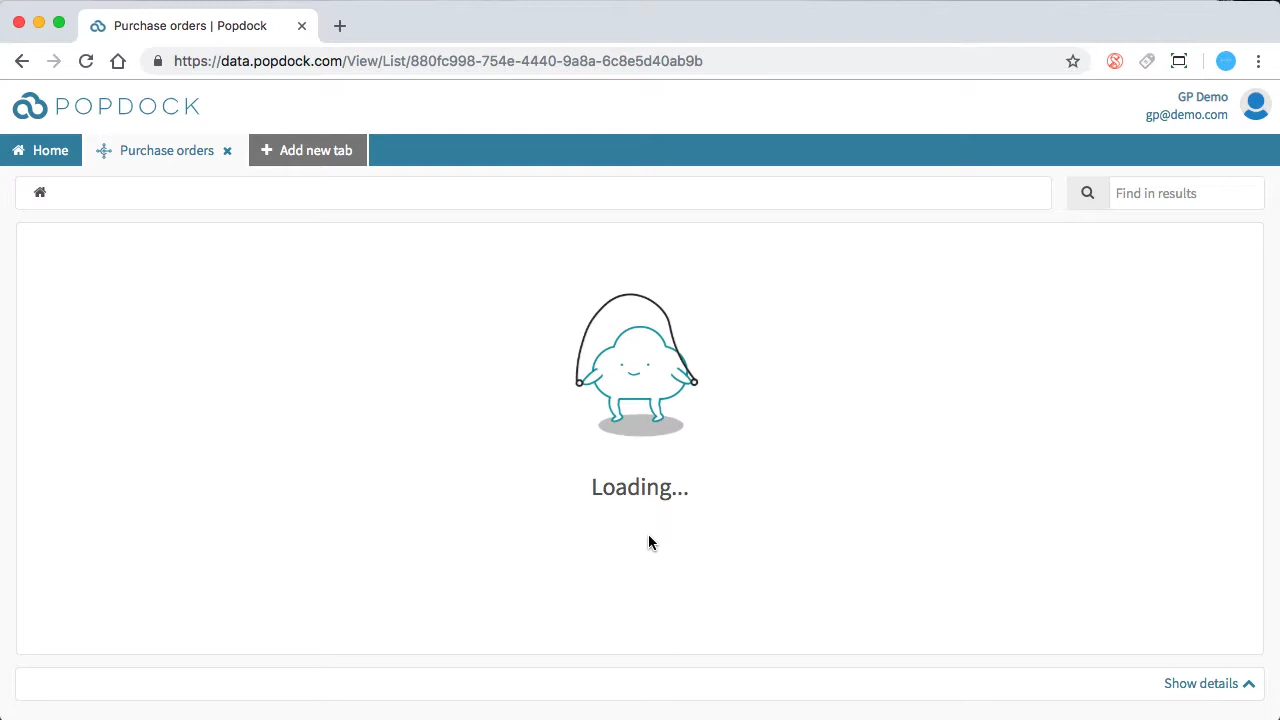 Purchase orders | Popdock
https://data.popdock.com/View/List/880fc998-754e-4440-9a8a-6c8e5d40ab9b
POPDOCK
GP Demo
gp@demo.com
Home
Purchase orders
Add new tab
Find in results
Loading...
Show details